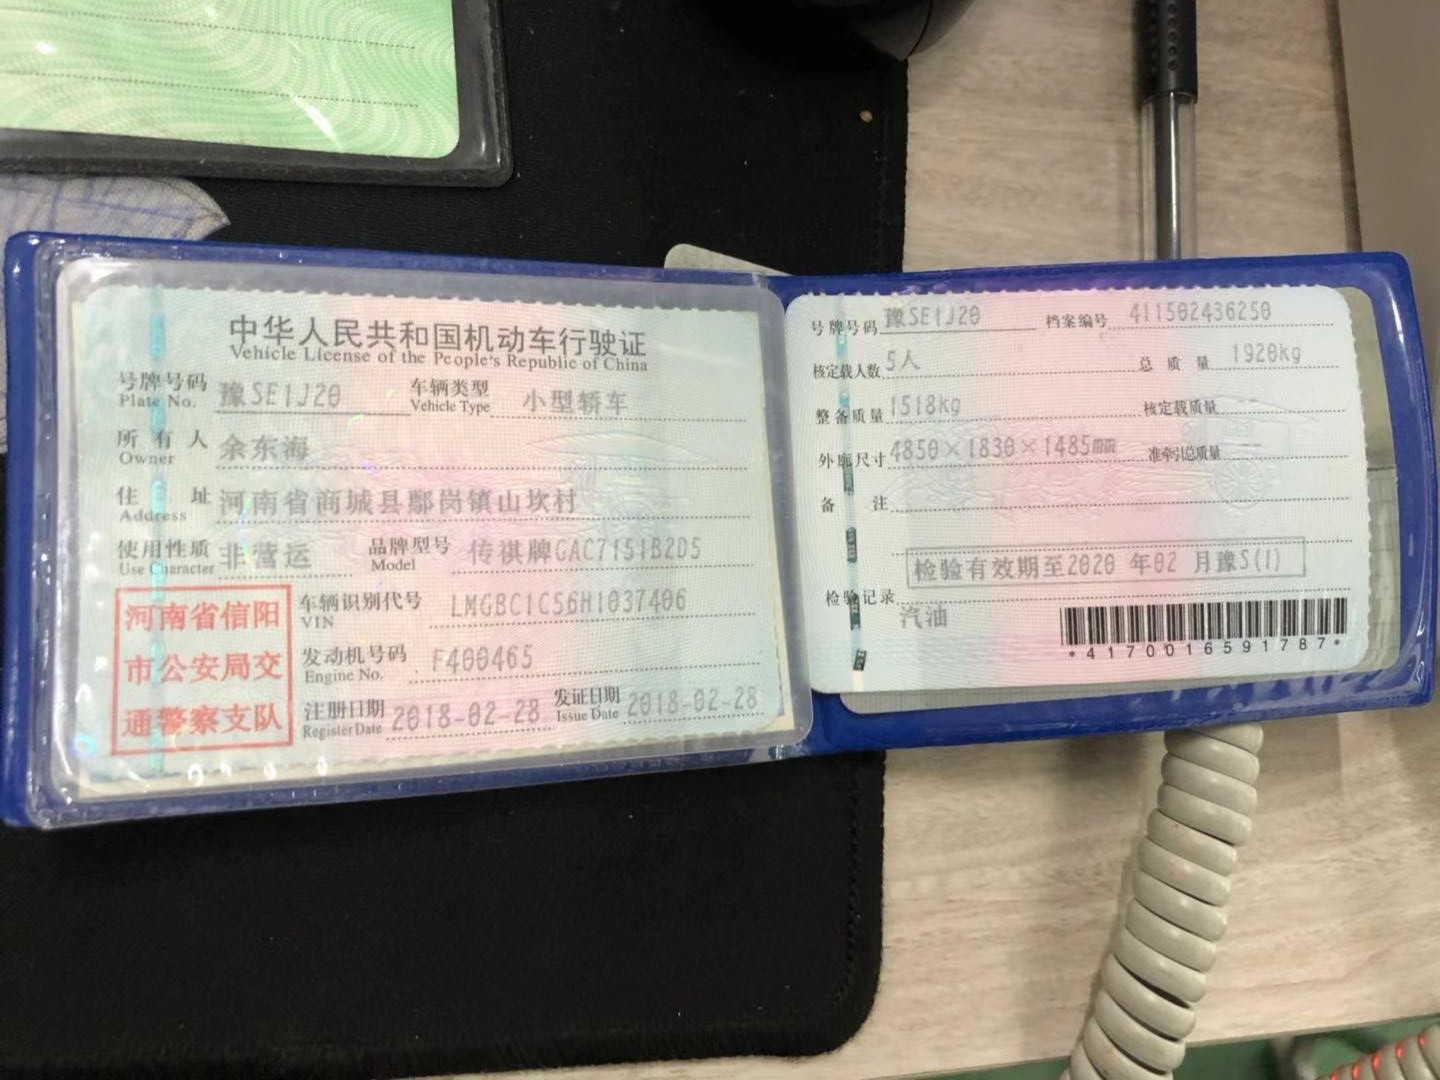 中华人民共和国机动车行驶证
Vehicle License of the People's Republic of China
号牌号码 豫SE1J20 车辆类型 小型轿车
Plate No. Vehicle Type
所有人 余东海
Owner
住址 河南省商城县鄢岗镇山坎村
Address
使用性质 非营运 品牌型号 传祺牌GAC7151B2D5
Use Character Model
河南省信阳
市公安局交
通警察支队
车辆识别代号 LMGBC1C56H1037406
VIN
发动机号码 F400465
Engine No.
注册日期 2018-02-28 发证日期 2018-02-28
Register Date Issue Date
号牌号码 豫SE1J20 档案编号 411502436250
核定载人数 5人 总质量 1920kg
整备质量 1518kg 核定载质量 --
外廓尺寸 4850×1830×1485mm 准牵引总质量 --
备注
检验有效期至2020 年02 月豫S(1)
检验记录
汽油
*4170016591787*